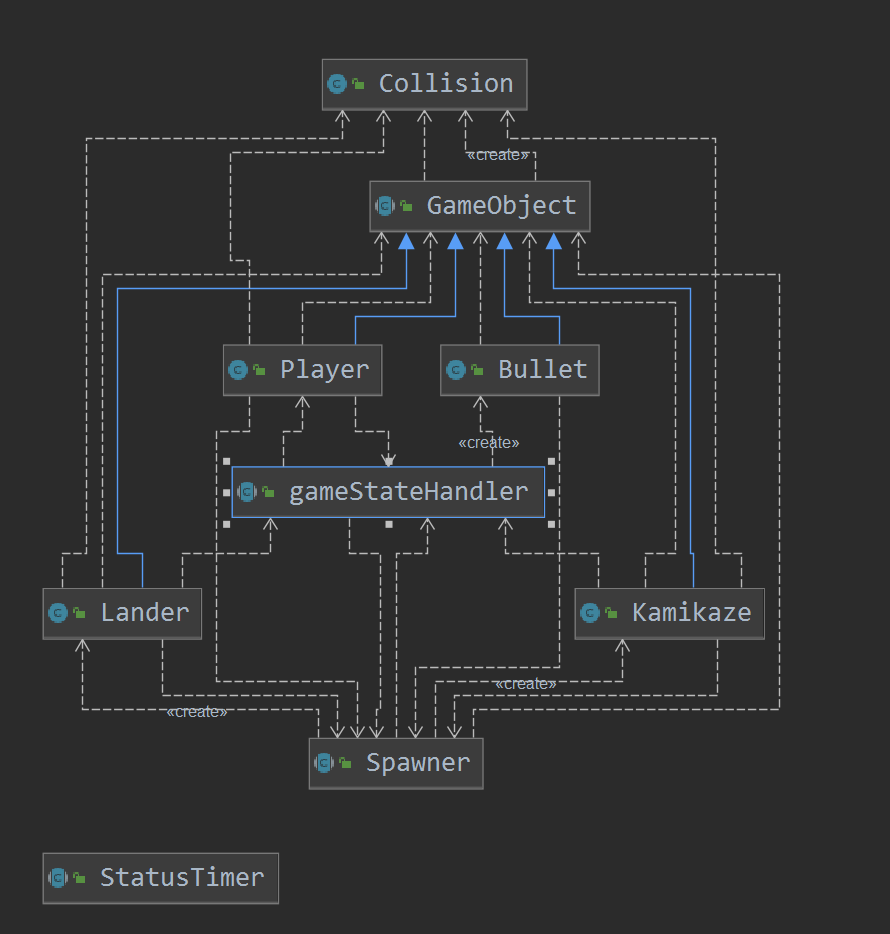 Collision
«create»
GameObject
Player
Bullet
«create»
gameStateHandler
Lander
Kamikaze
«create»
«create»
Spawner
StatusTimer